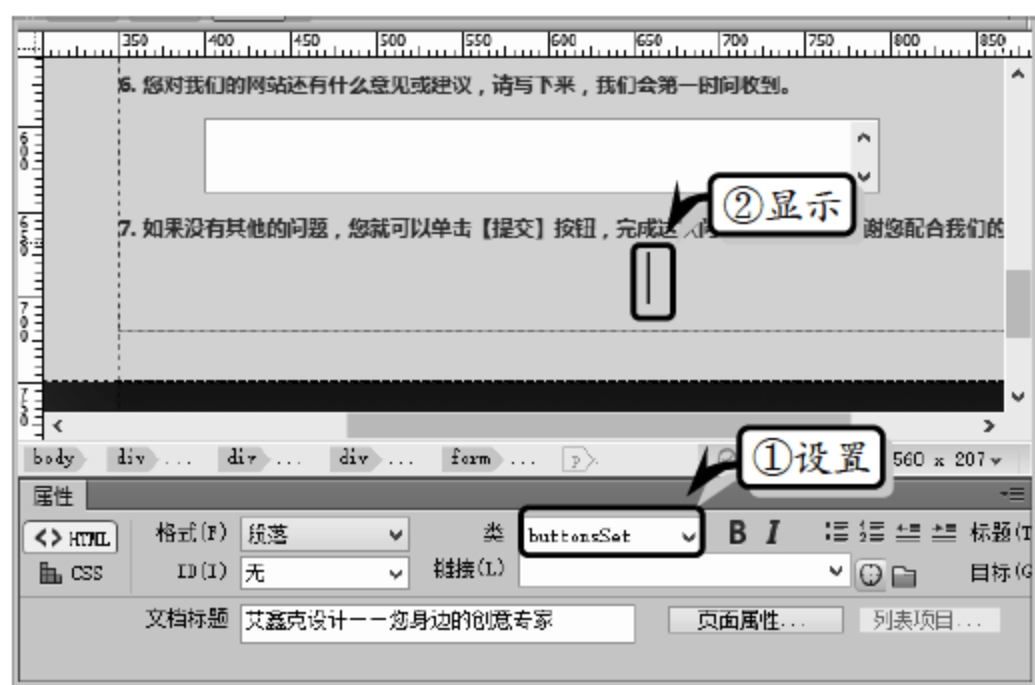 350 400 450 500 550 600 650 700 750 800 850
6. 您对我们的网站还有什么意见或建议，请写下来，我们会第一时间收到。
600
②显示
7. 如果没有其他的问题，您就可以单击【提交】按钮，完成这 谢您配合我们的
650
700
body div ... div ... div ... form ... p
①设置
560 x 207
属性
<> HTML 格式(F) 段落 类 buttonsSet B I 标题(T
CSS ID(I) 无 链接(L) 目标(G
文档标题 艾鑫克设计——您身边的创意专家 页面属性... 列表项目...